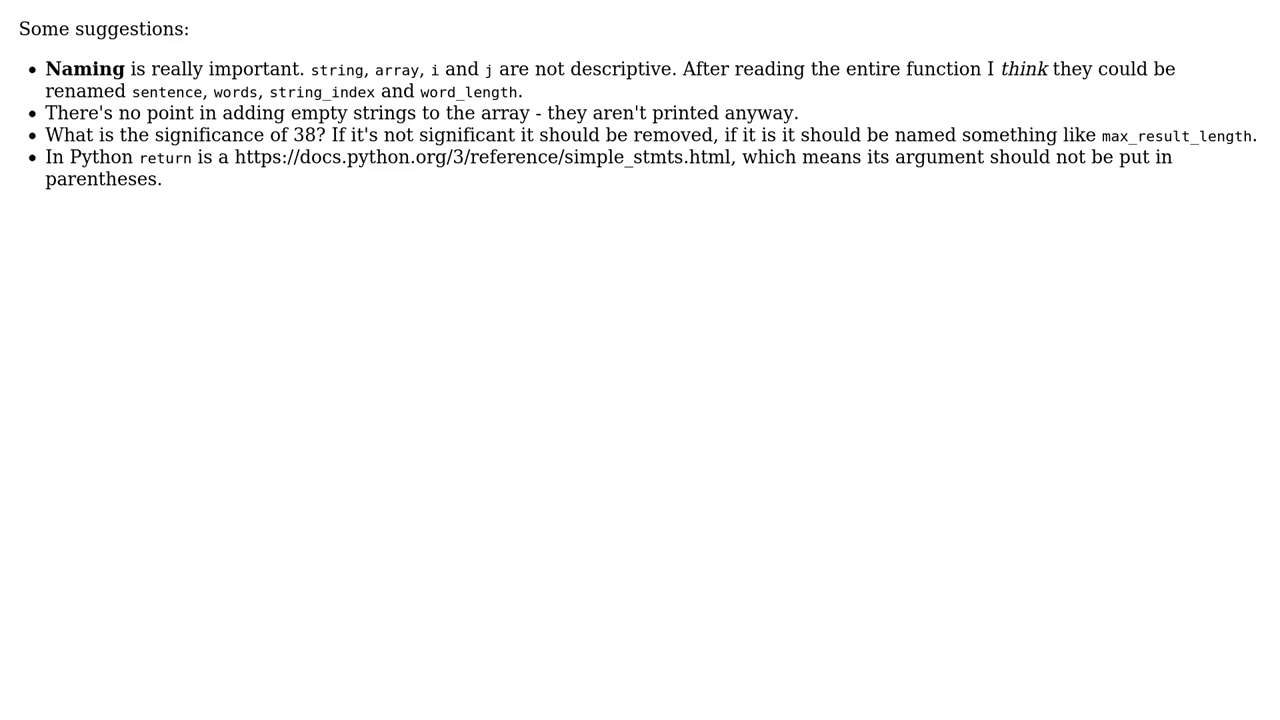 Some suggestions:
• Naming is really important. string, array, i and j are not descriptive. After reading the entire function I think they could be
renamed sentence, words, string_index and word_length.
• There's no point in adding empty strings to the array - they aren't printed anyway.
• What is the significance of 38? If it's not significant it should be removed, if it is it should be named something like max_result_length.
• In Python return is a https://docs.python.org/3/reference/simple_stmts.html, which means its argument should not be put in
parentheses.